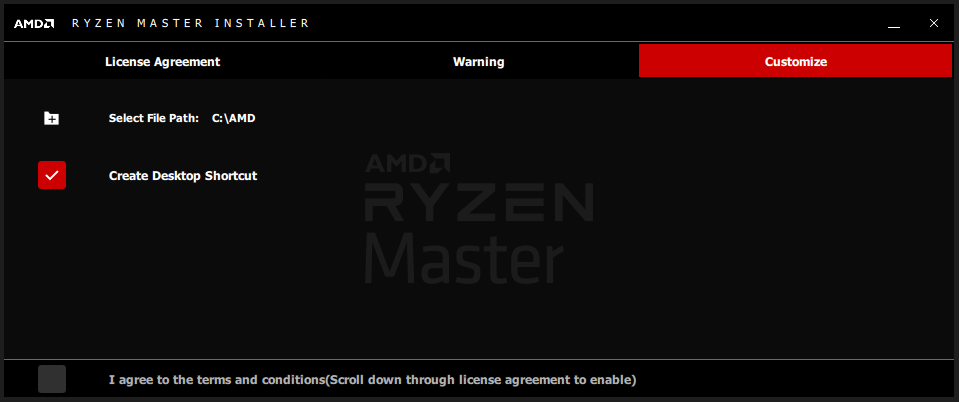 AMD RYZEN MASTER INSTALLER
License Agreement Warning Customize
Select File Path: C:\AMD
Create Desktop Shortcut
AMD
RYZEN
Master
I agree to the terms and conditions(Scroll down through license agreement to enable)